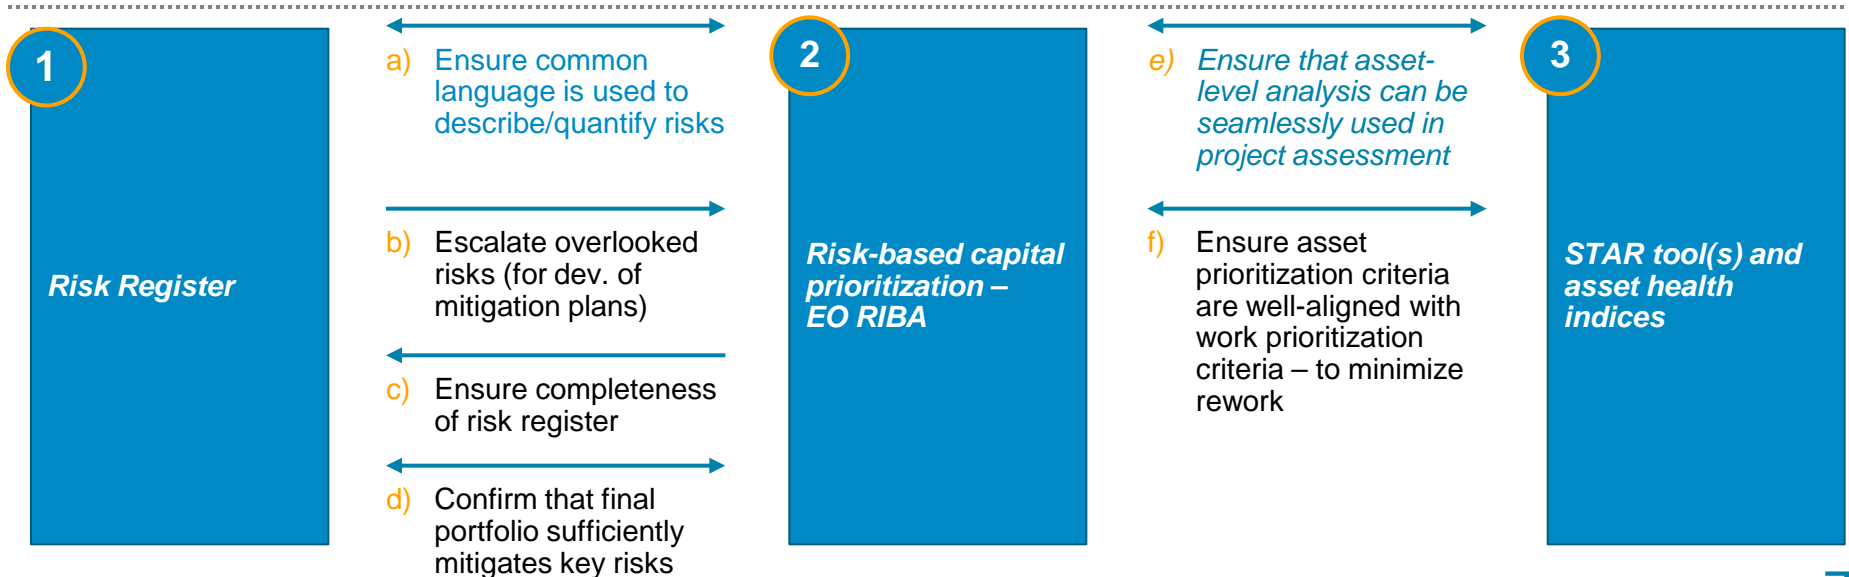 1
Risk Register
a) Ensure common
language is used to
describe/quantify risks
b) Escalate overlooked
risks (for dev. of
mitigation plans)
c) Ensure completeness
of risk register
d) Confirm that final
portfolio sufficiently
mitigates key risks
2
Risk-based capital
prioritization –
EO RIBA
e) Ensure that asset-
level analysis can be
seamlessly used in
project assessment
f) Ensure asset
prioritization criteria
are well-aligned with
work prioritization
criteria – to minimize
rework
3
STAR tool(s) and
asset health
indices